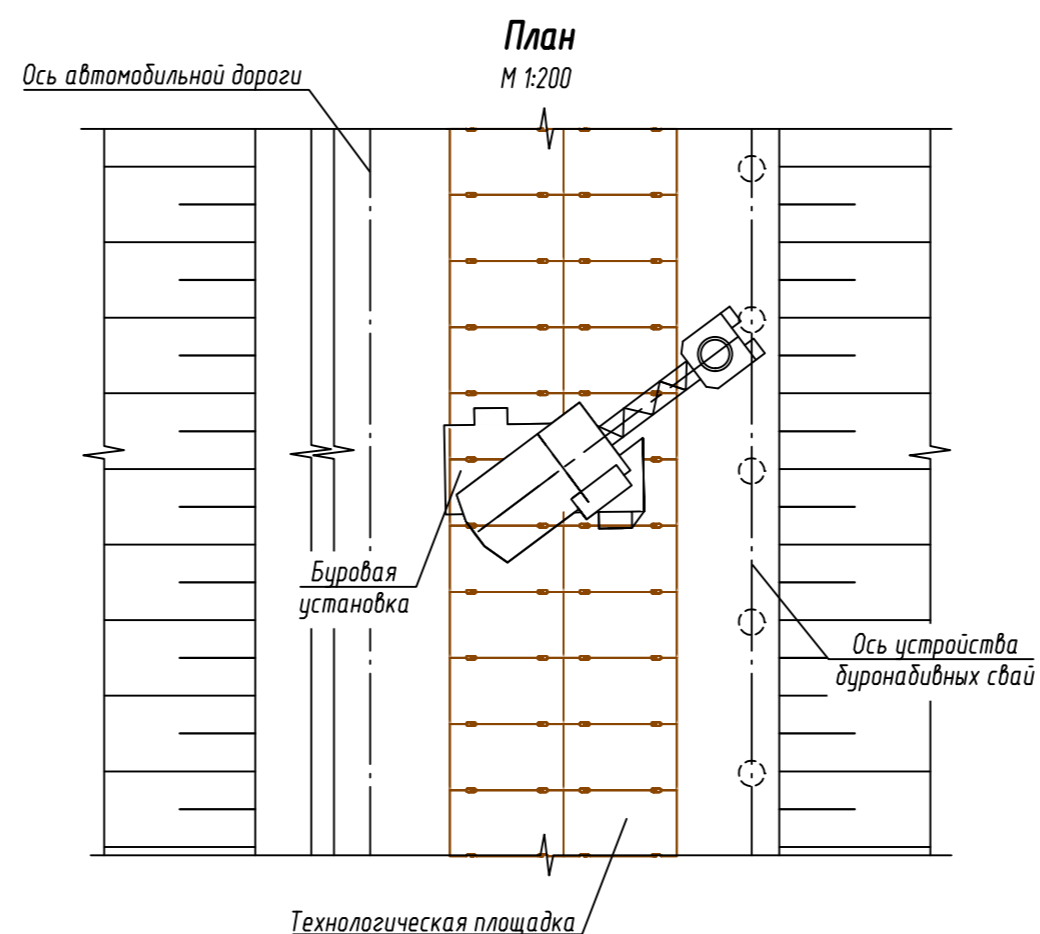 План
М 1:200
Ось автомобильной дороги
Буровая
установка
Ось устройства
буронабивных свай
Технологическая площадка